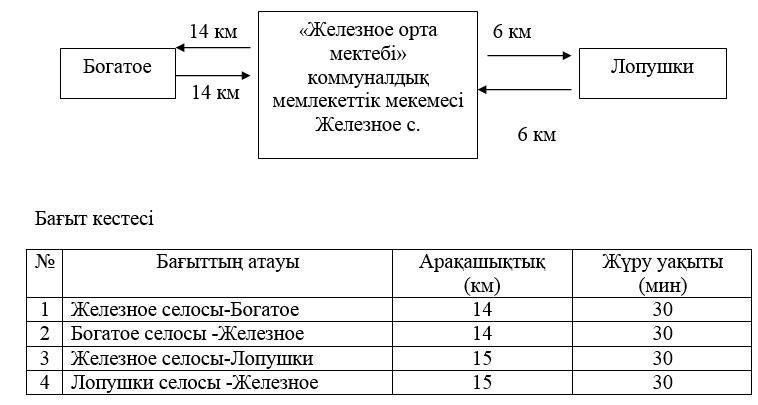 14 км
«Железное орта
мектебі»
коммуналдық
мемлекеттік мекемесі
Железное с.
6 км
Богатое
Лопушки
14 км
6 км
Бағыт кестесі
№ Бағыттың атауы Арақашықтық (км) Жүру уақыты (мин)
1 Железное селосы-Богатое 14 30
2 Богатое селосы -Железное 14 30
3 Железное селосы-Лопушки 15 30
4 Лопушки селосы -Железное 15 30